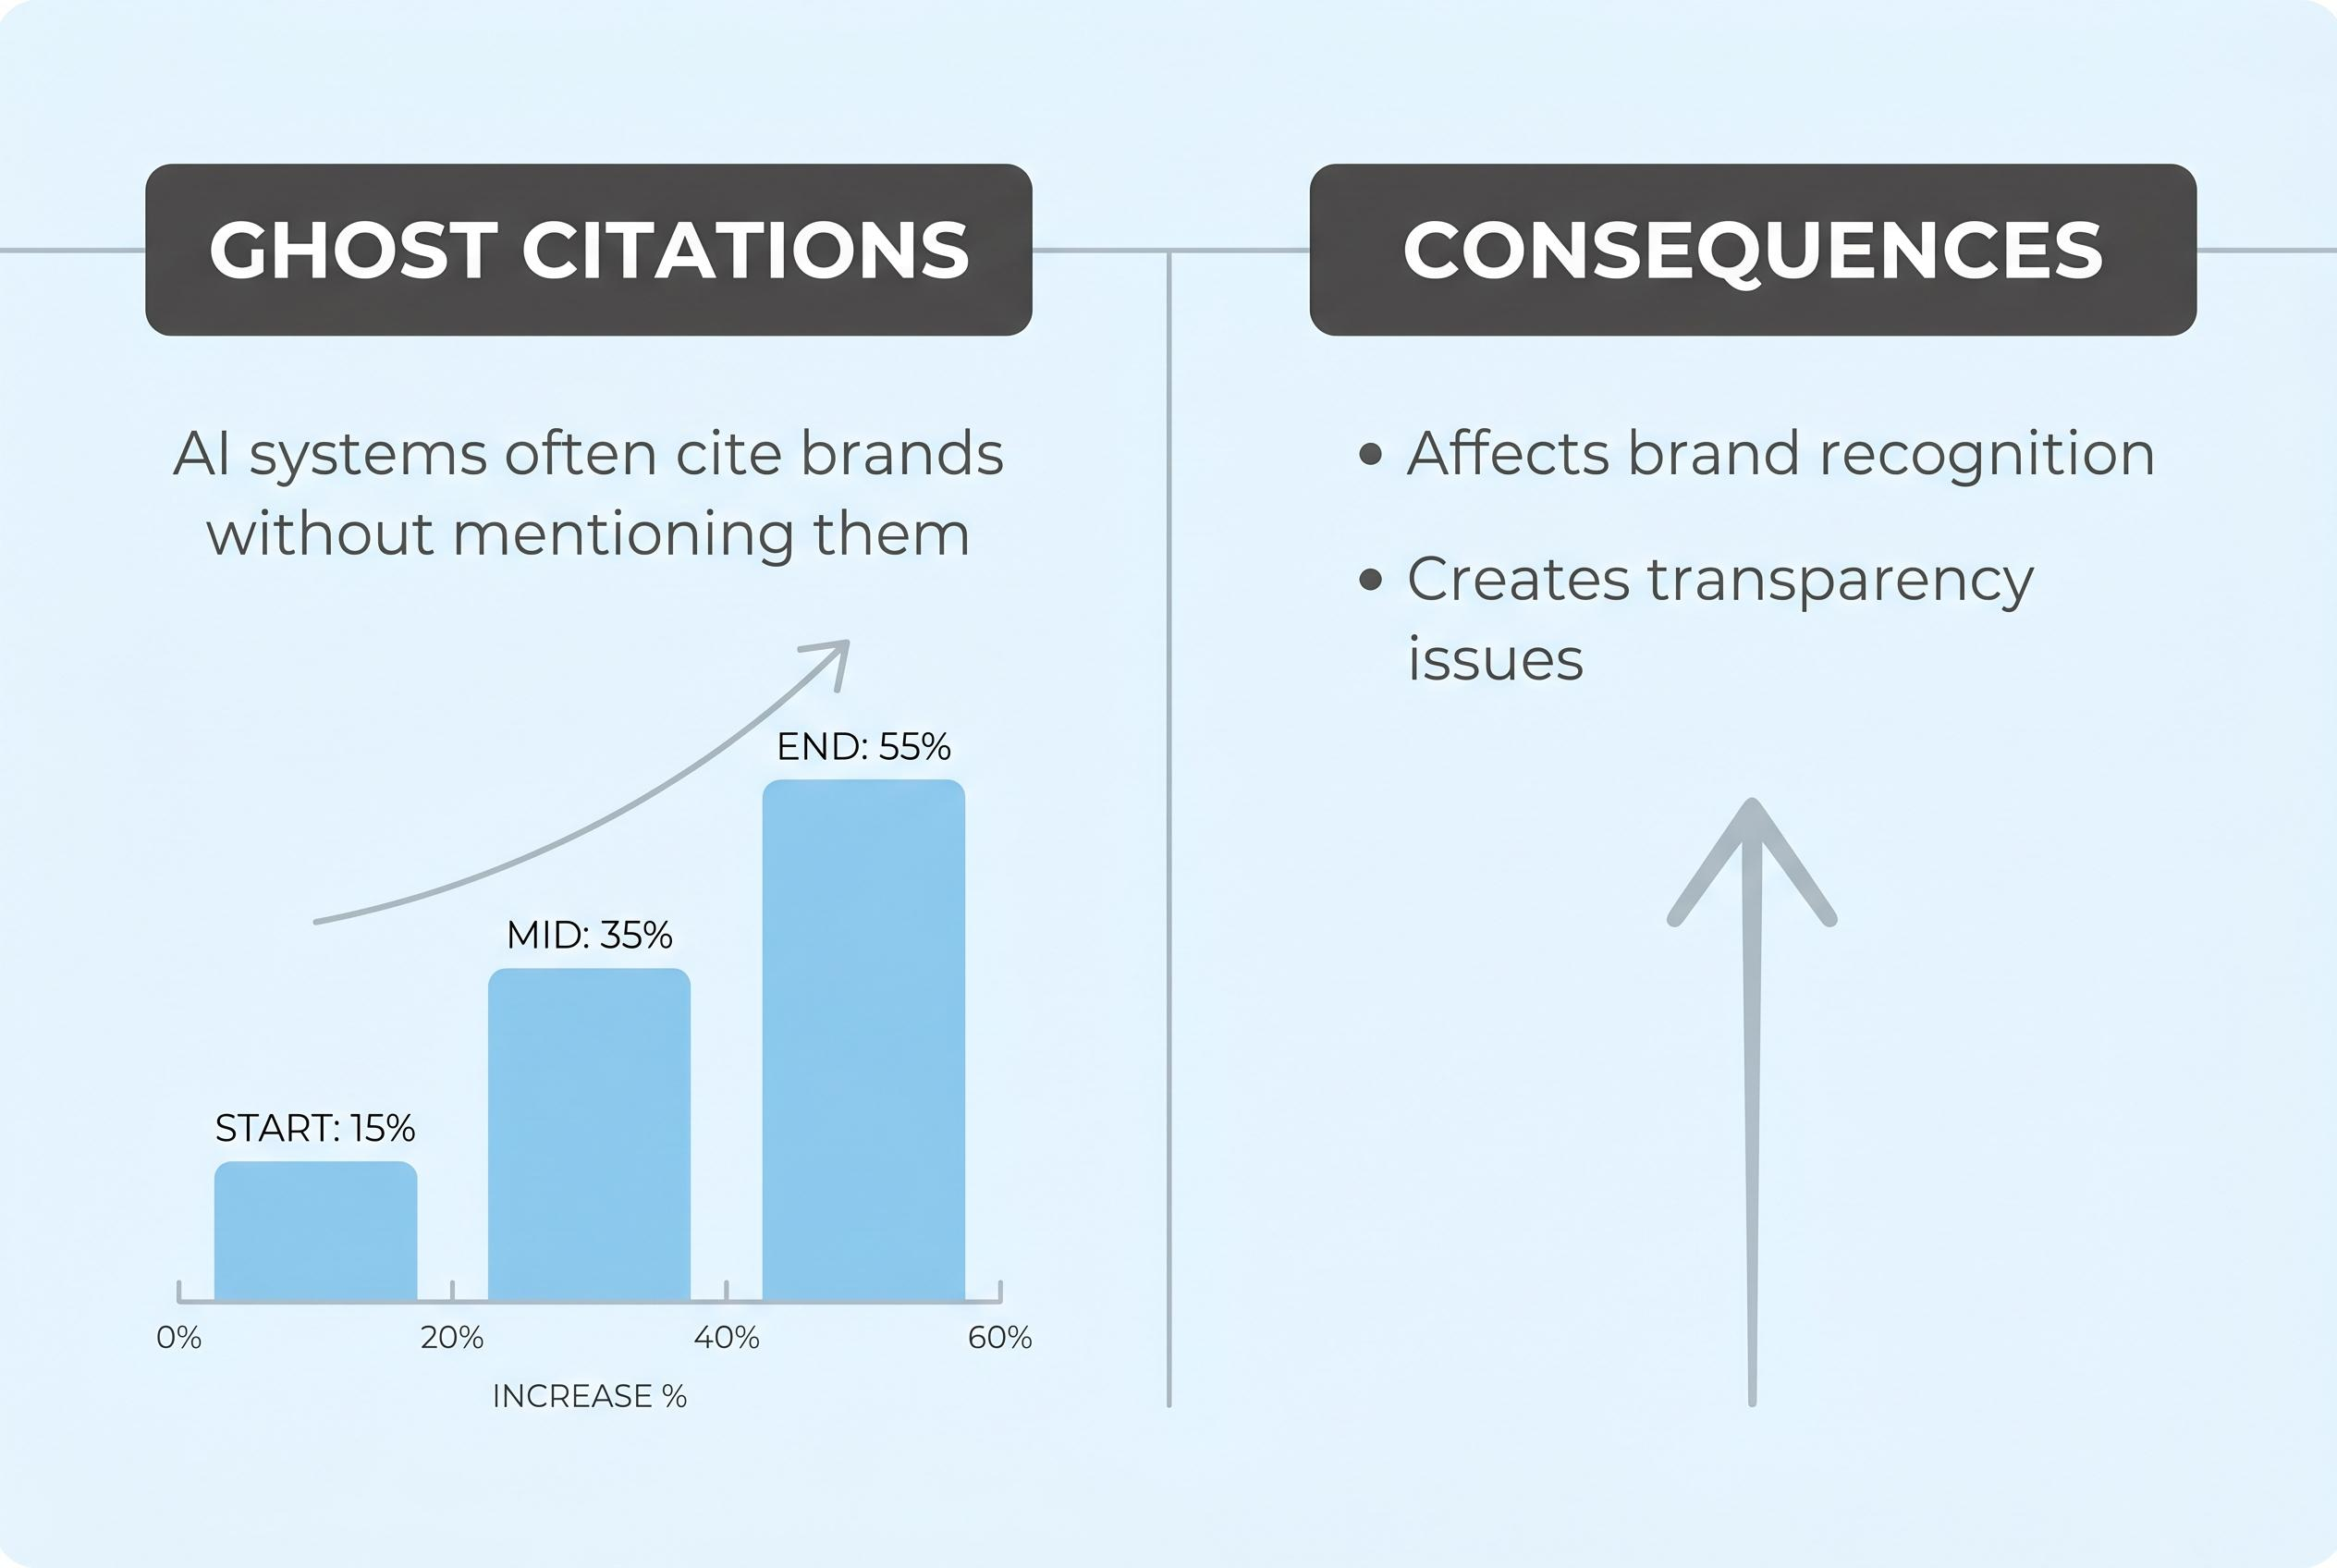 GHOST CITATIONS
AI systems often cite brands
without mentioning them
END: 55%
MID: 35%
START: 15%
0% 20% 40% 60%
INCREASE %
CONSEQUENCES
• Affects brand recognition
• Creates transparency
issues